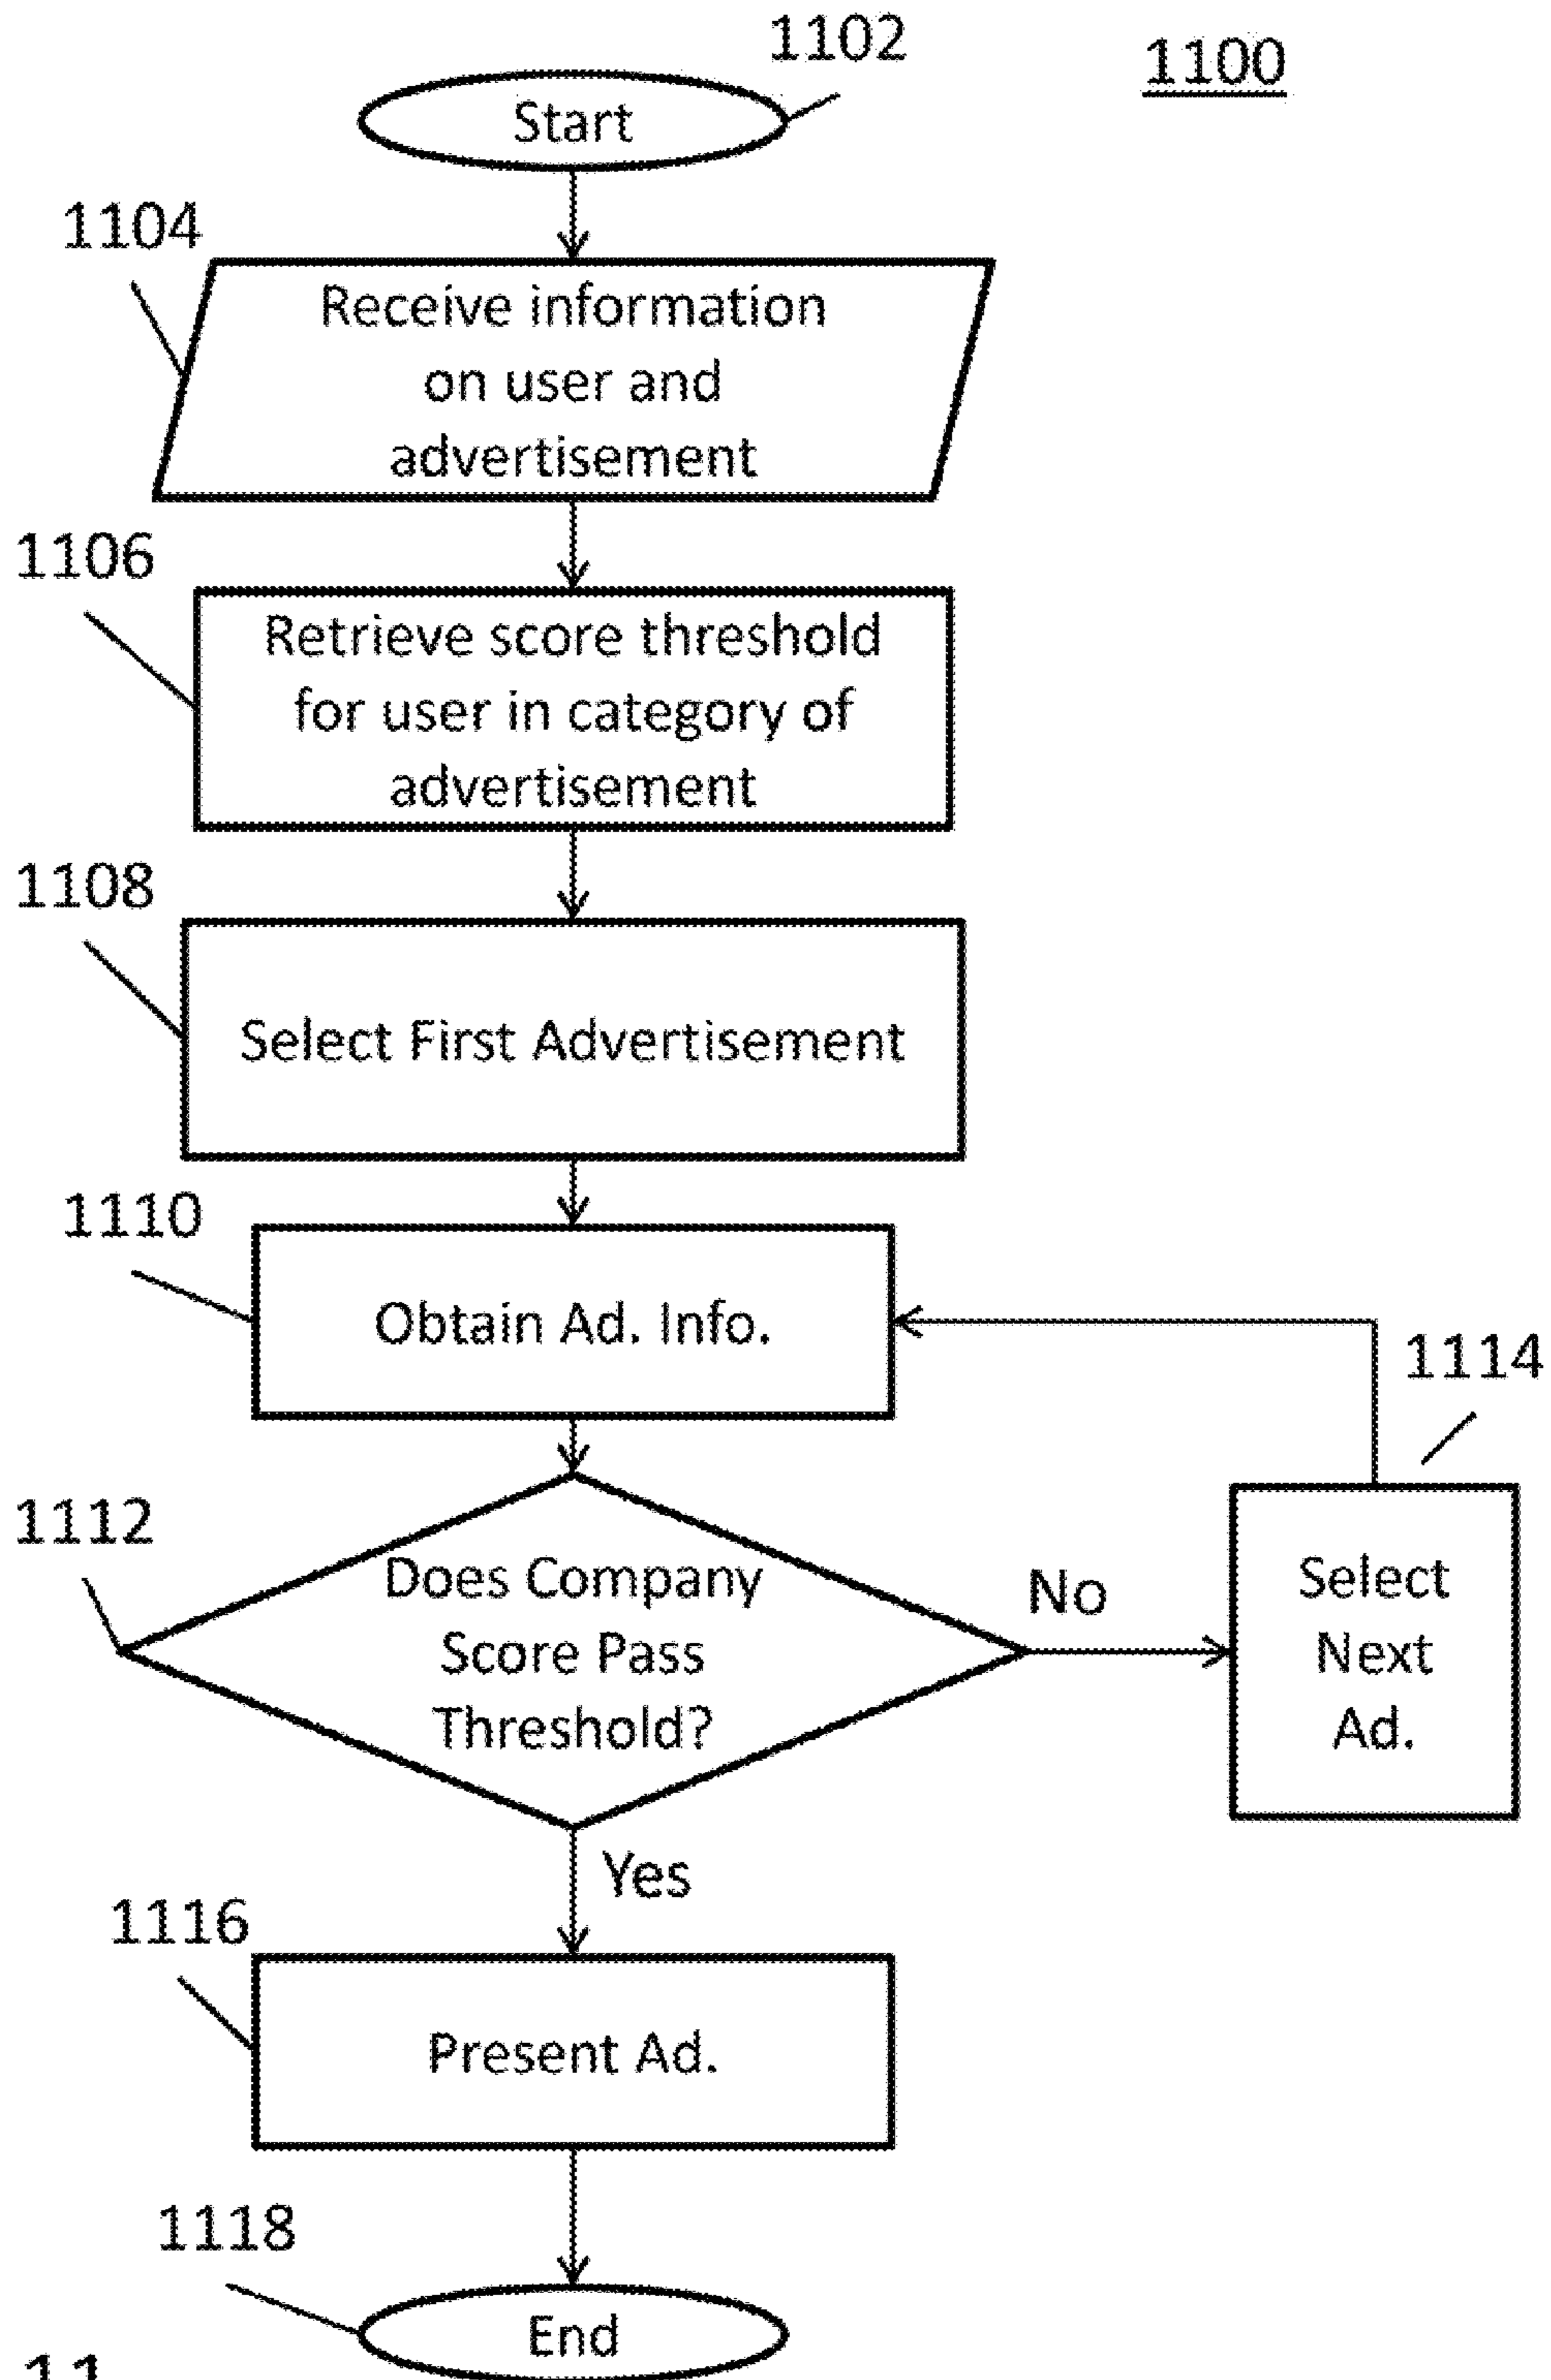 1102
1100
Start
1104
Receive information
on user and
advertisement
1106
Retrieve score threshold
for user in category of
advertisement
1108
Select First Advertisement
1110
Obtain Ad. Info.
1114
1112
Does Company
Score Pass
Threshold?
No
Select
Next
Ad.
Yes
1116
Present Ad.
1118
End
11